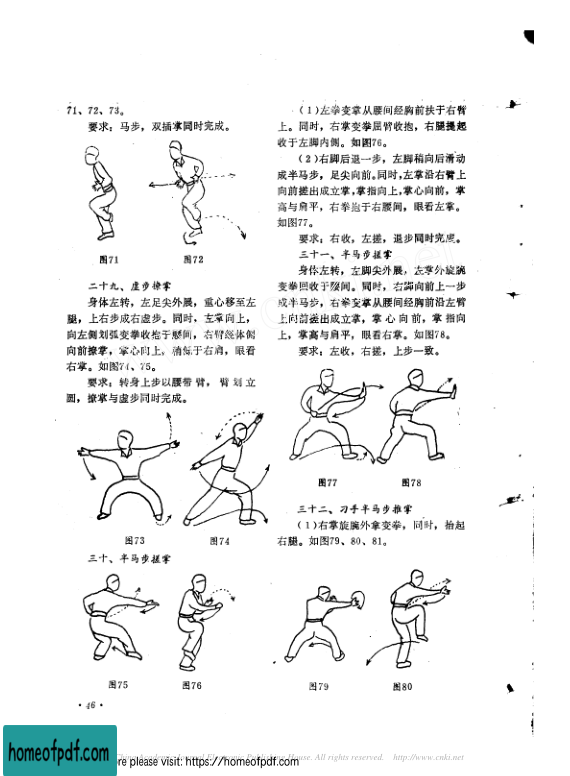 71、72、73。
要求：马步，双插掌同时完成。
图71
图72
二十九、虚步撩掌
身体左转，左足尖外展，重心移至左
腿，上右步成右虚步。同时，左掌向上，
向左侧划弧变拳收抱于腰间，右臂经体侧
向前撩掌，掌心向上，稍低于右肩，眼看
右掌。如图74、75。
要求：转身上步以腰带臂，臂划立
圆，撩掌与虚步同时完成。
图73
图74
三十、半马步搓掌
图75
图76
·46·
（1）左拳变掌从腰间经胸前扶于右臂
上。同时，右掌变拳屈臂收抱，右腿提起
收于左脚内侧。如图76。
（2）右脚后退一步，左脚稍向后滑动
成半马步，足尖向前。同时，左掌沿右臂上
向前搓出成立掌，掌指向上，掌心向前，掌
高与肩平，右拳抱于右腰间，眼看左掌。
如图77。
要求：右收，左搓，退步同时完成。
三十一、半马步搓掌
身体左转，左脚尖外展，左掌外旋腕
变拳回收于腰间。同时，右脚向前上一步
成半马步，右拳变掌从腰间经胸前沿左臂
上向前搓出成立掌，掌心向前，掌指向
上，掌高与肩平，眼看右掌。如图78。
要求：左收，右搓，上步一致。
图77
图78
三十二、刁手半马步推掌
（1）右掌旋腕外拿变拳，同时，抬起
右腿。如图79、80、81。
图79
图80
homeofpdf.com
re please visit: https://homeofpdf.com
House. All rights reserved. http://www.cnki.net